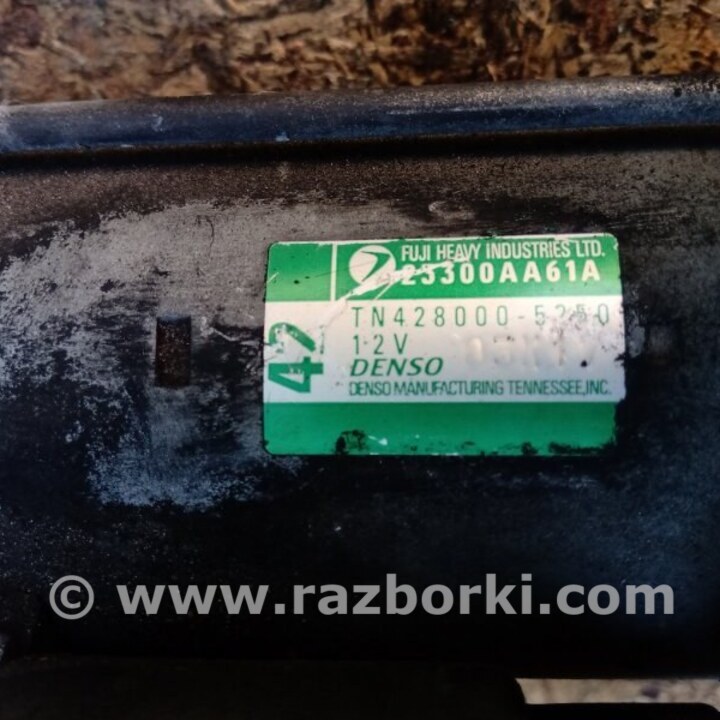 FUJI HEAVY INDUSTRIES LTD.
23300AA61A
TN428000-5250
12V
DENSO
DENSO MANUFACTURING TENNESSEE, INC.
42
© www.razborki.com